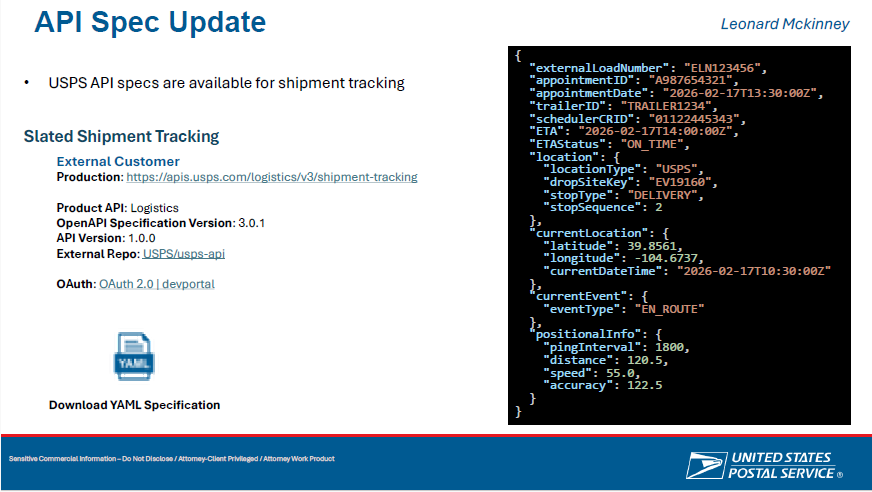 API Spec Update
Leonard Mckinney
• USPS API specs are available for shipment tracking
Slated Shipment Tracking
External Customer
Production: https://apis.usps.com/logistics/v3/shipment-tracking
Product API: Logistics
OpenAPI Specification Version: 3.0.1
API Version: 1.0.0
External Repo: USPS/usps-api
OAuth: OAuth 2.0 | devportal
YAML
Download YAML Specification
{
"externalLoadNumber": "ELN123456",
"appointmentID": "A987654321",
"appointmentDate": "2026-02-17T13:30:00Z",
"trailerID": "TRAILER1234",
"schedulerCRID": "01122445343",
"ETA": "2026-02-17T14:00:00Z",
"ETAStatus": "ON_TIME",
"location": {
"locationType": "USPS",
"dropSiteKey": "EV19160",
"stopType": "DELIVERY",
"stopSequence": 2
},
"currentLocation": {
"latitude": 39.8561,
"longitude": -104.6737,
"currentDateTime": "2026-02-17T10:30:00Z"
},
"currentEvent": {
"eventType": "EN_ROUTE"
},
"positionalInfo": {
"pingInterval": 1800,
"distance": 120.5,
"speed": 55.0,
"accuracy": 122.5
}
}
Sensitive Commercial Information – Do Not Disclose / Attorney-Client Privileged / Attorney Work Product
UNITED STATES
POSTAL SERVICE ®